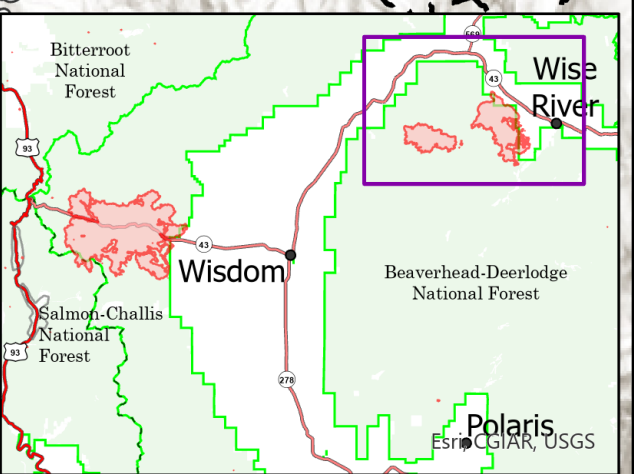 Bitterroot
National
Forest
569
43
Wise
River
93
43
Wisdom
Beaverhead-Deerlodge
National Forest
Salmon-Challis
National
Forest
93
278
Polaris
Esri, CGIAR, USGS